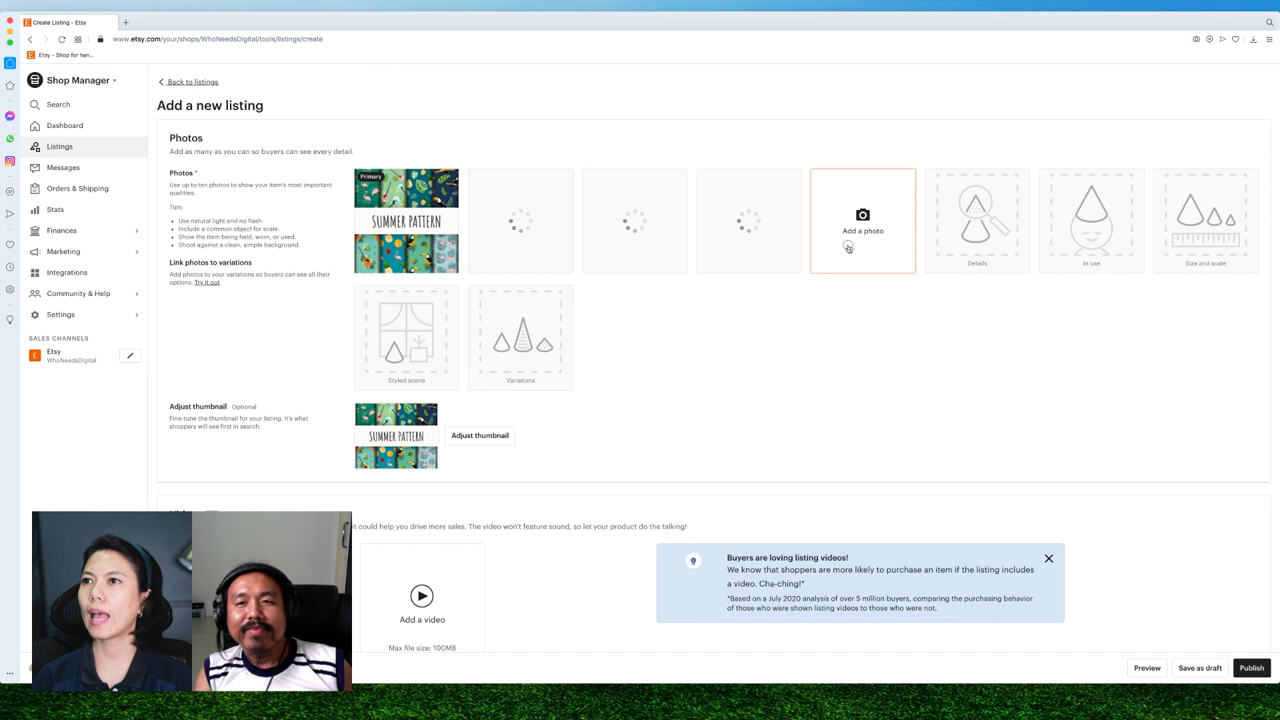 Create Listing - Etsy
www.etsy.com/your/shops/WhoNeedsDigital/tools/listings/create
Etsy - Shop for han...
Shop Manager
Search
Dashboard
Listings
Messages
Orders & Shipping
Stats
Finances
Marketing
Integrations
Community & Help
Settings
SALES CHANNELS
Etsy
WhoNeedsDigital
Back to listings
Add a new listing
Photos
Add as many as you can so buyers can see every detail.
Photos *
Use up to ten photos to show your item's most important
qualities.
Tips:
• Use natural light and no flash.
• Include a common object for scale.
• Show the item being held, worn, or used.
• Shoot against a clean, simple background.
Link photos to variations
Add photos to your variations so buyers can see all their
options. Try it out
Primary
SUMMER PATTERN
Add a photo
Details
In use
Size and scale
Styled scene
Variations
Adjust thumbnail Optional
Fine-tune the thumbnail for your listing. It's what
shoppers will see first in search.
SUMMER PATTERN
Adjust thumbnail
it could help you drive more sales. The video won't feature sound, so let your product do the talking!
Add a video
Max file size: 100MB
Buyers are loving listing videos!
We know that shoppers are more likely to purchase an item if the listing includes
a video. Cha-ching!*
*Based on a July 2020 analysis of over 5 million buyers, comparing the purchasing behavior
of those who were shown listing videos to those who were not.
Preview
Save as draft
Publish